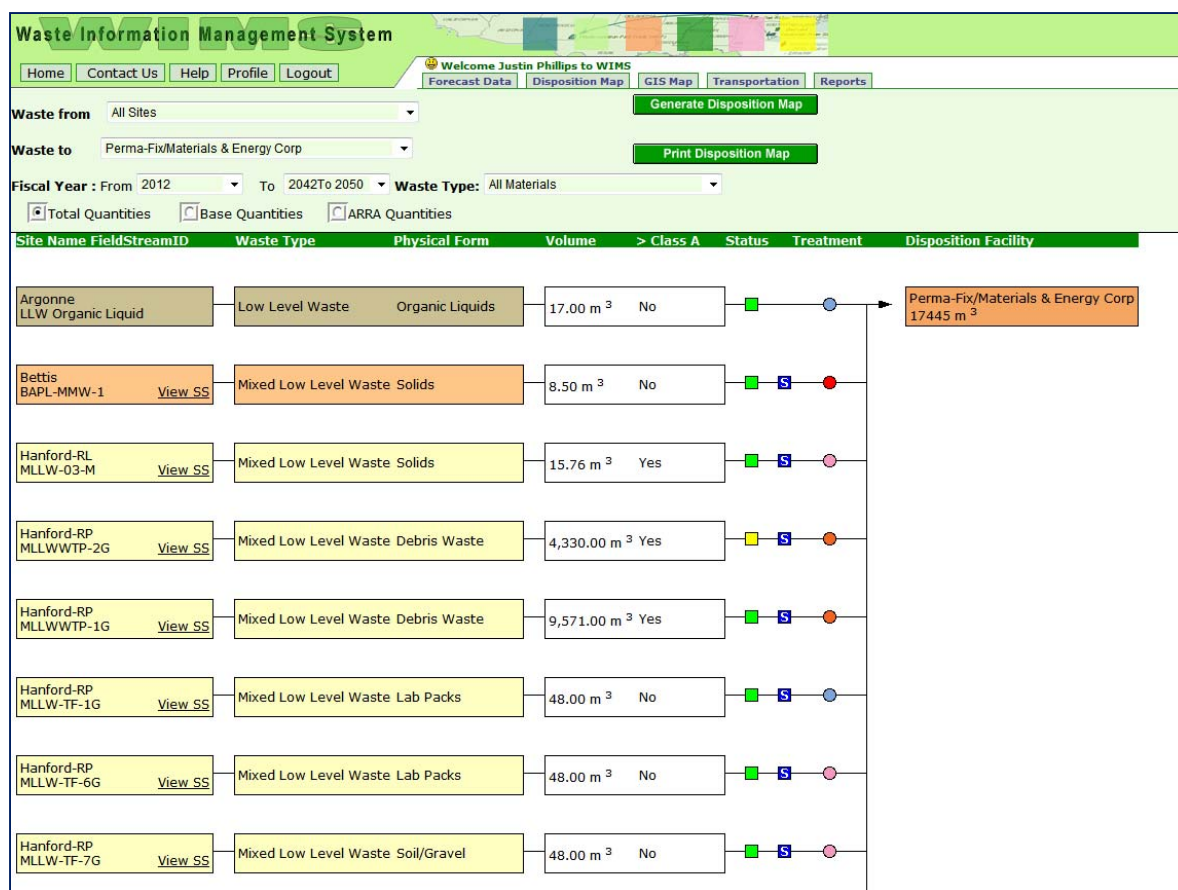 Waste Information Management System
Home Contact Us Help Profile Logout
Welcome Justin Phillips to WIMS
Forecast Data Disposition Map GIS Map Transportation Reports
Waste from All Sites Generate Disposition Map
Waste to Perma-Fix/Materials & Energy Corp Print Disposition Map
Fiscal Year : From 2012 To 2042To 2050 Waste Type: All Materials
Total Quantities Base Quantities ARRA Quantities
Site Name FieldStreamID Waste Type Physical Form Volume > Class A Status Treatment Disposition Facility
Argonne
LLW Organic Liquid Low Level Waste Organic Liquids 17.00 m 3 No
Perma-Fix/Materials & Energy Corp
17445 m 3
Bettis
BAPL-MMW-1 View SS Mixed Low Level Waste Solids 8.50 m 3 No S
Hanford-RL
MLLW-03-M View SS Mixed Low Level Waste Solids 15.76 m 3 Yes S
Hanford-RP
MLLWWTP-2G View SS Mixed Low Level Waste Debris Waste 4,330.00 m 3 Yes S
Hanford-RP
MLLWWTP-1G View SS Mixed Low Level Waste Debris Waste 9,571.00 m 3 Yes S
Hanford-RP
MLLW-TF-1G View SS Mixed Low Level Waste Lab Packs 48.00 m 3 No S
Hanford-RP
MLLW-TF-6G View SS Mixed Low Level Waste Lab Packs 48.00 m 3 No S
Hanford-RP
MLLW-TF-7G View SS Mixed Low Level Waste Soil/Gravel 48.00 m 3 No S